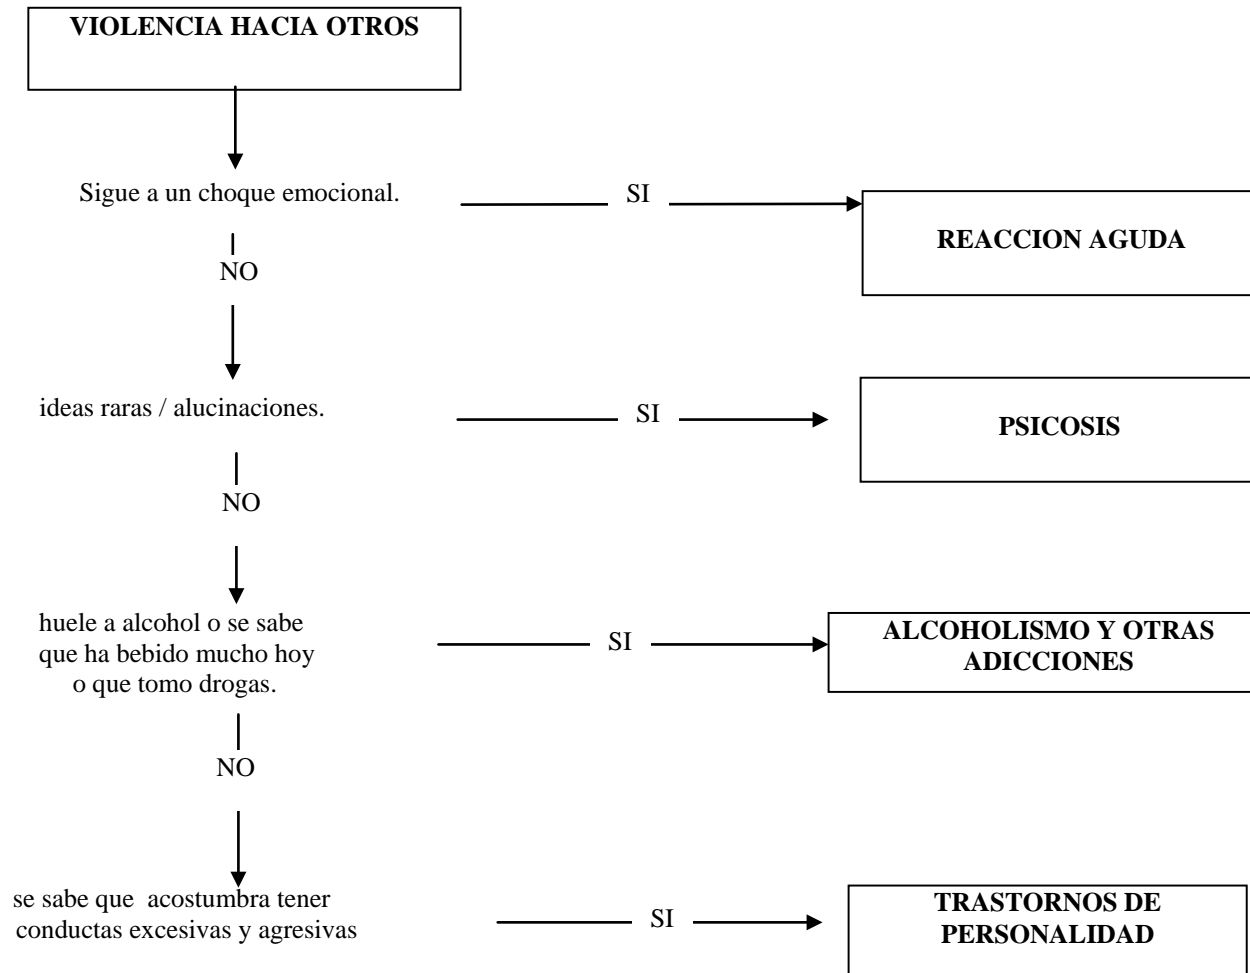 VIOLENCIA HACIA OTROS
Sigue a un choque emocional.
SI
REACCION AGUDA
NO
ideas raras / alucinaciones.
SI
PSICOSIS
NO
huele a alcohol o se sabe
que ha bebido mucho hoy
o que tomo drogas.
SI
ALCOHOLISMO Y OTRAS
ADICCIONES
NO
se sabe que acostumbra tener
conductas excesivas y agresivas
SI
TRASTORNOS DE
PERSONALIDAD